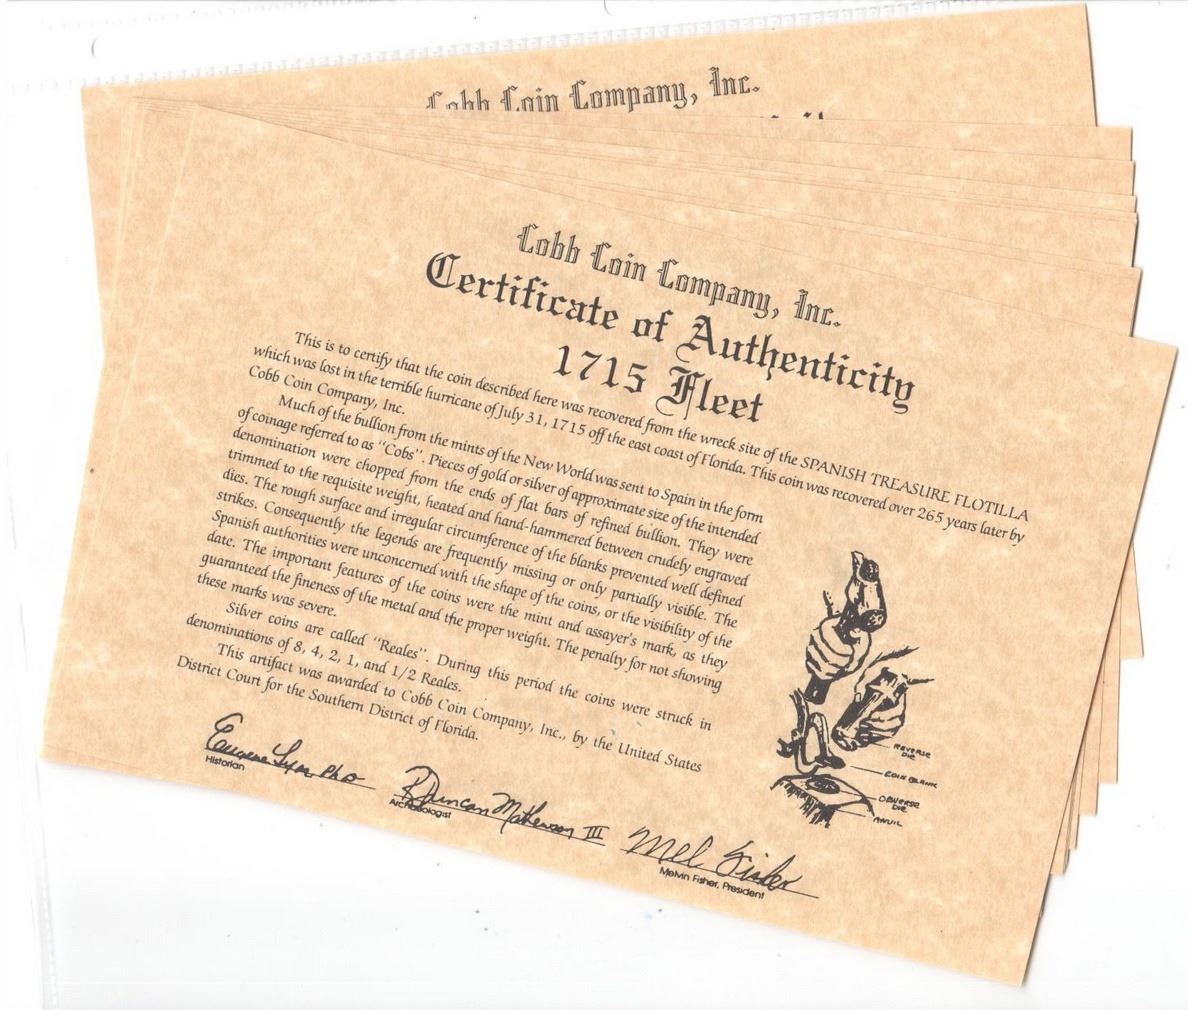 Cobb Coin Company, Inc.
Cobb Coin Company, Inc.
Certificate of Authenticity
1715 Fleet
This is to certify that the coin described here was recovered from the wreck site of the SPANISH TREASURE FLOTILLA
which was lost in the terrible hurricane of July 31, 1715 off the east coast of Florida. This coin was recovered over 265 years later by
Cobb Coin Company, Inc.
Much of the bullion from the mints of the New World was sent to Spain in the form
of coinage referred to as "Cobs". Pieces of gold or silver of approximate size of the intended
denomination were chopped from the ends of flat bars of refined bullion. They were
trimmed to the requisite weight, heated and hand-hammered between crudely engraved
dies. The rough surface and irregular circumference of the blanks prevented well defined
strikes. Consequently the legends are frequently missing or only partially visible. The
Spanish authorities were unconcerned with the shape of the coins, or the visibility of the
date. The important features of the coins were the mint and assayer's mark, as they
guaranteed the fineness of the metal and the proper weight. The penalty for not showing
these marks was severe.
Silver coins are called "Reales". During this period the coins were struck in
denominations of 8, 4, 2, 1, and 1/2 Reales.
This artifact was awarded to Cobb Coin Company, Inc., by the United States
District Court for the Southern District of Florida.
REVERSE
DIE
COIN BLANK
OBVERSE
DIE
ANVIL
Eugene Lyon PhD
Historian
R Duncan Mathewson III
Archaeologist
Mel Fisher
Melvin Fisher, President